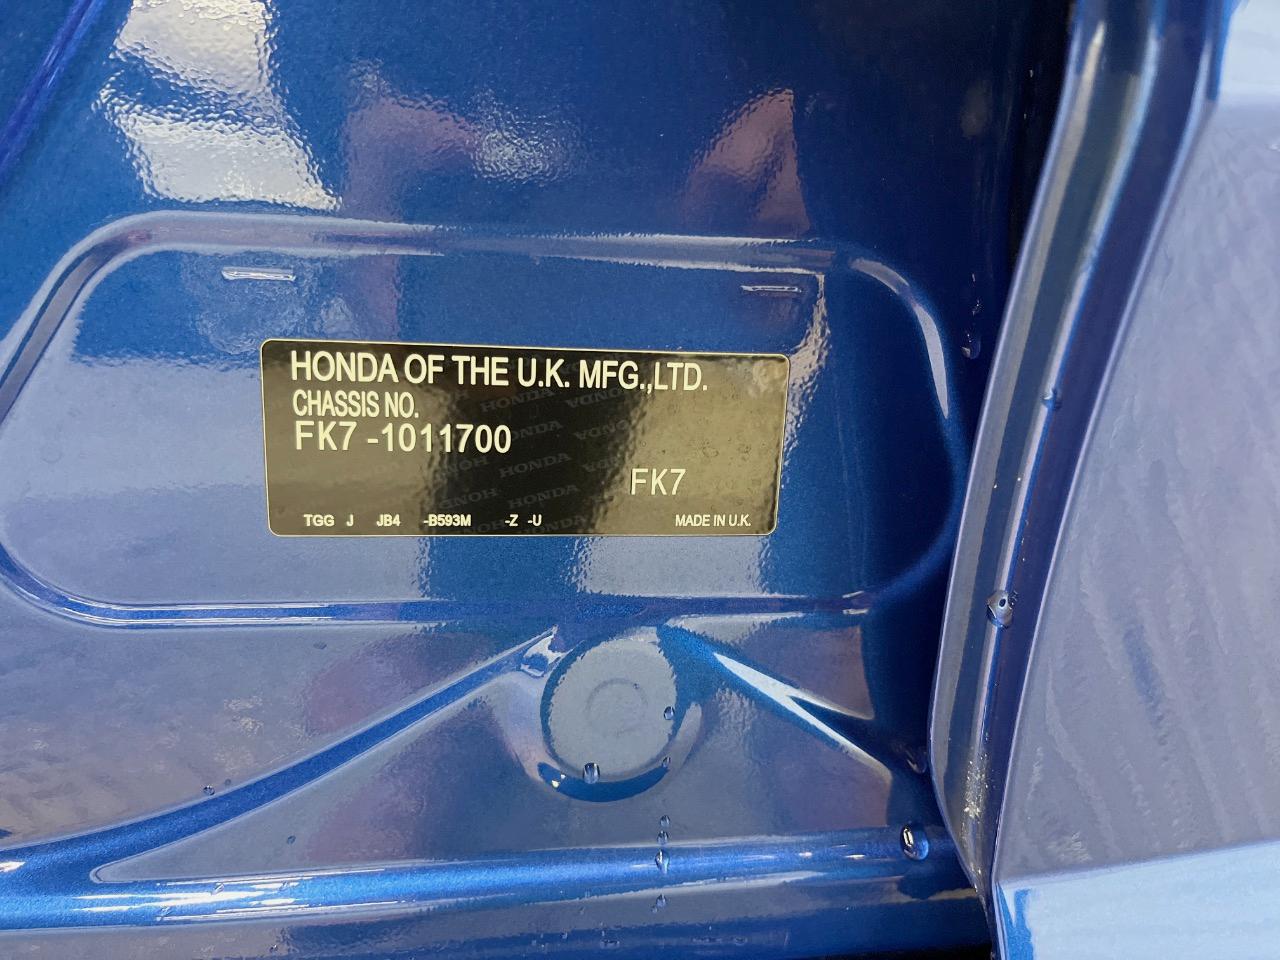 HONDA OF THE U.K. MFG.,LTD.
CHASSIS NO.
FK7 -1011700
FK7
TGG J JB4 -B593M -Z -U MADE IN U.K.